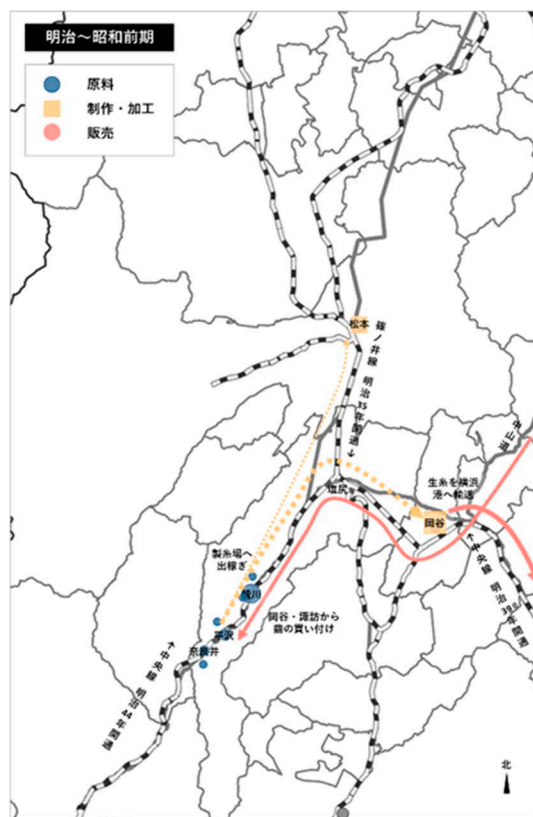 明治～昭和前期
原料
制作・加工
販売
松本
篠ノ井線　明治35年開通↓
中山道
生糸を横浜
港へ輸送
塩尻
岡谷
製糸場へ
出稼ぎ
贄川
岡谷・諏訪から
繭の買い付け
平沢
奈良井
↑中央線　明治39年開通
↑中央線　明治44年開通
北